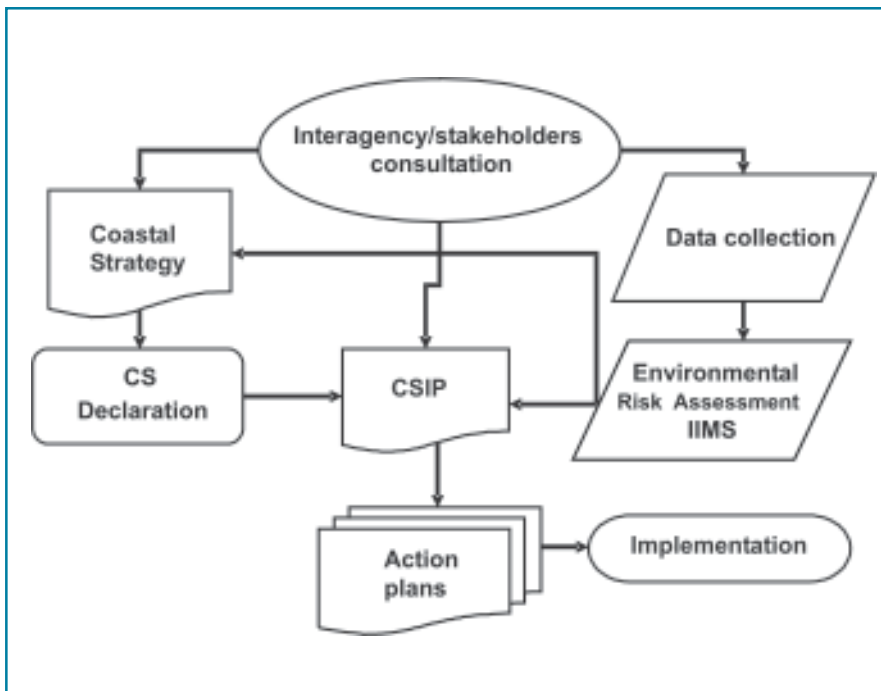 Interagency/stakeholders
consultation
Coastal
Strategy
Data collection
CS
Declaration
CSIP
Environmental
Risk Assessment
IIMS
Action
plans
Implementation